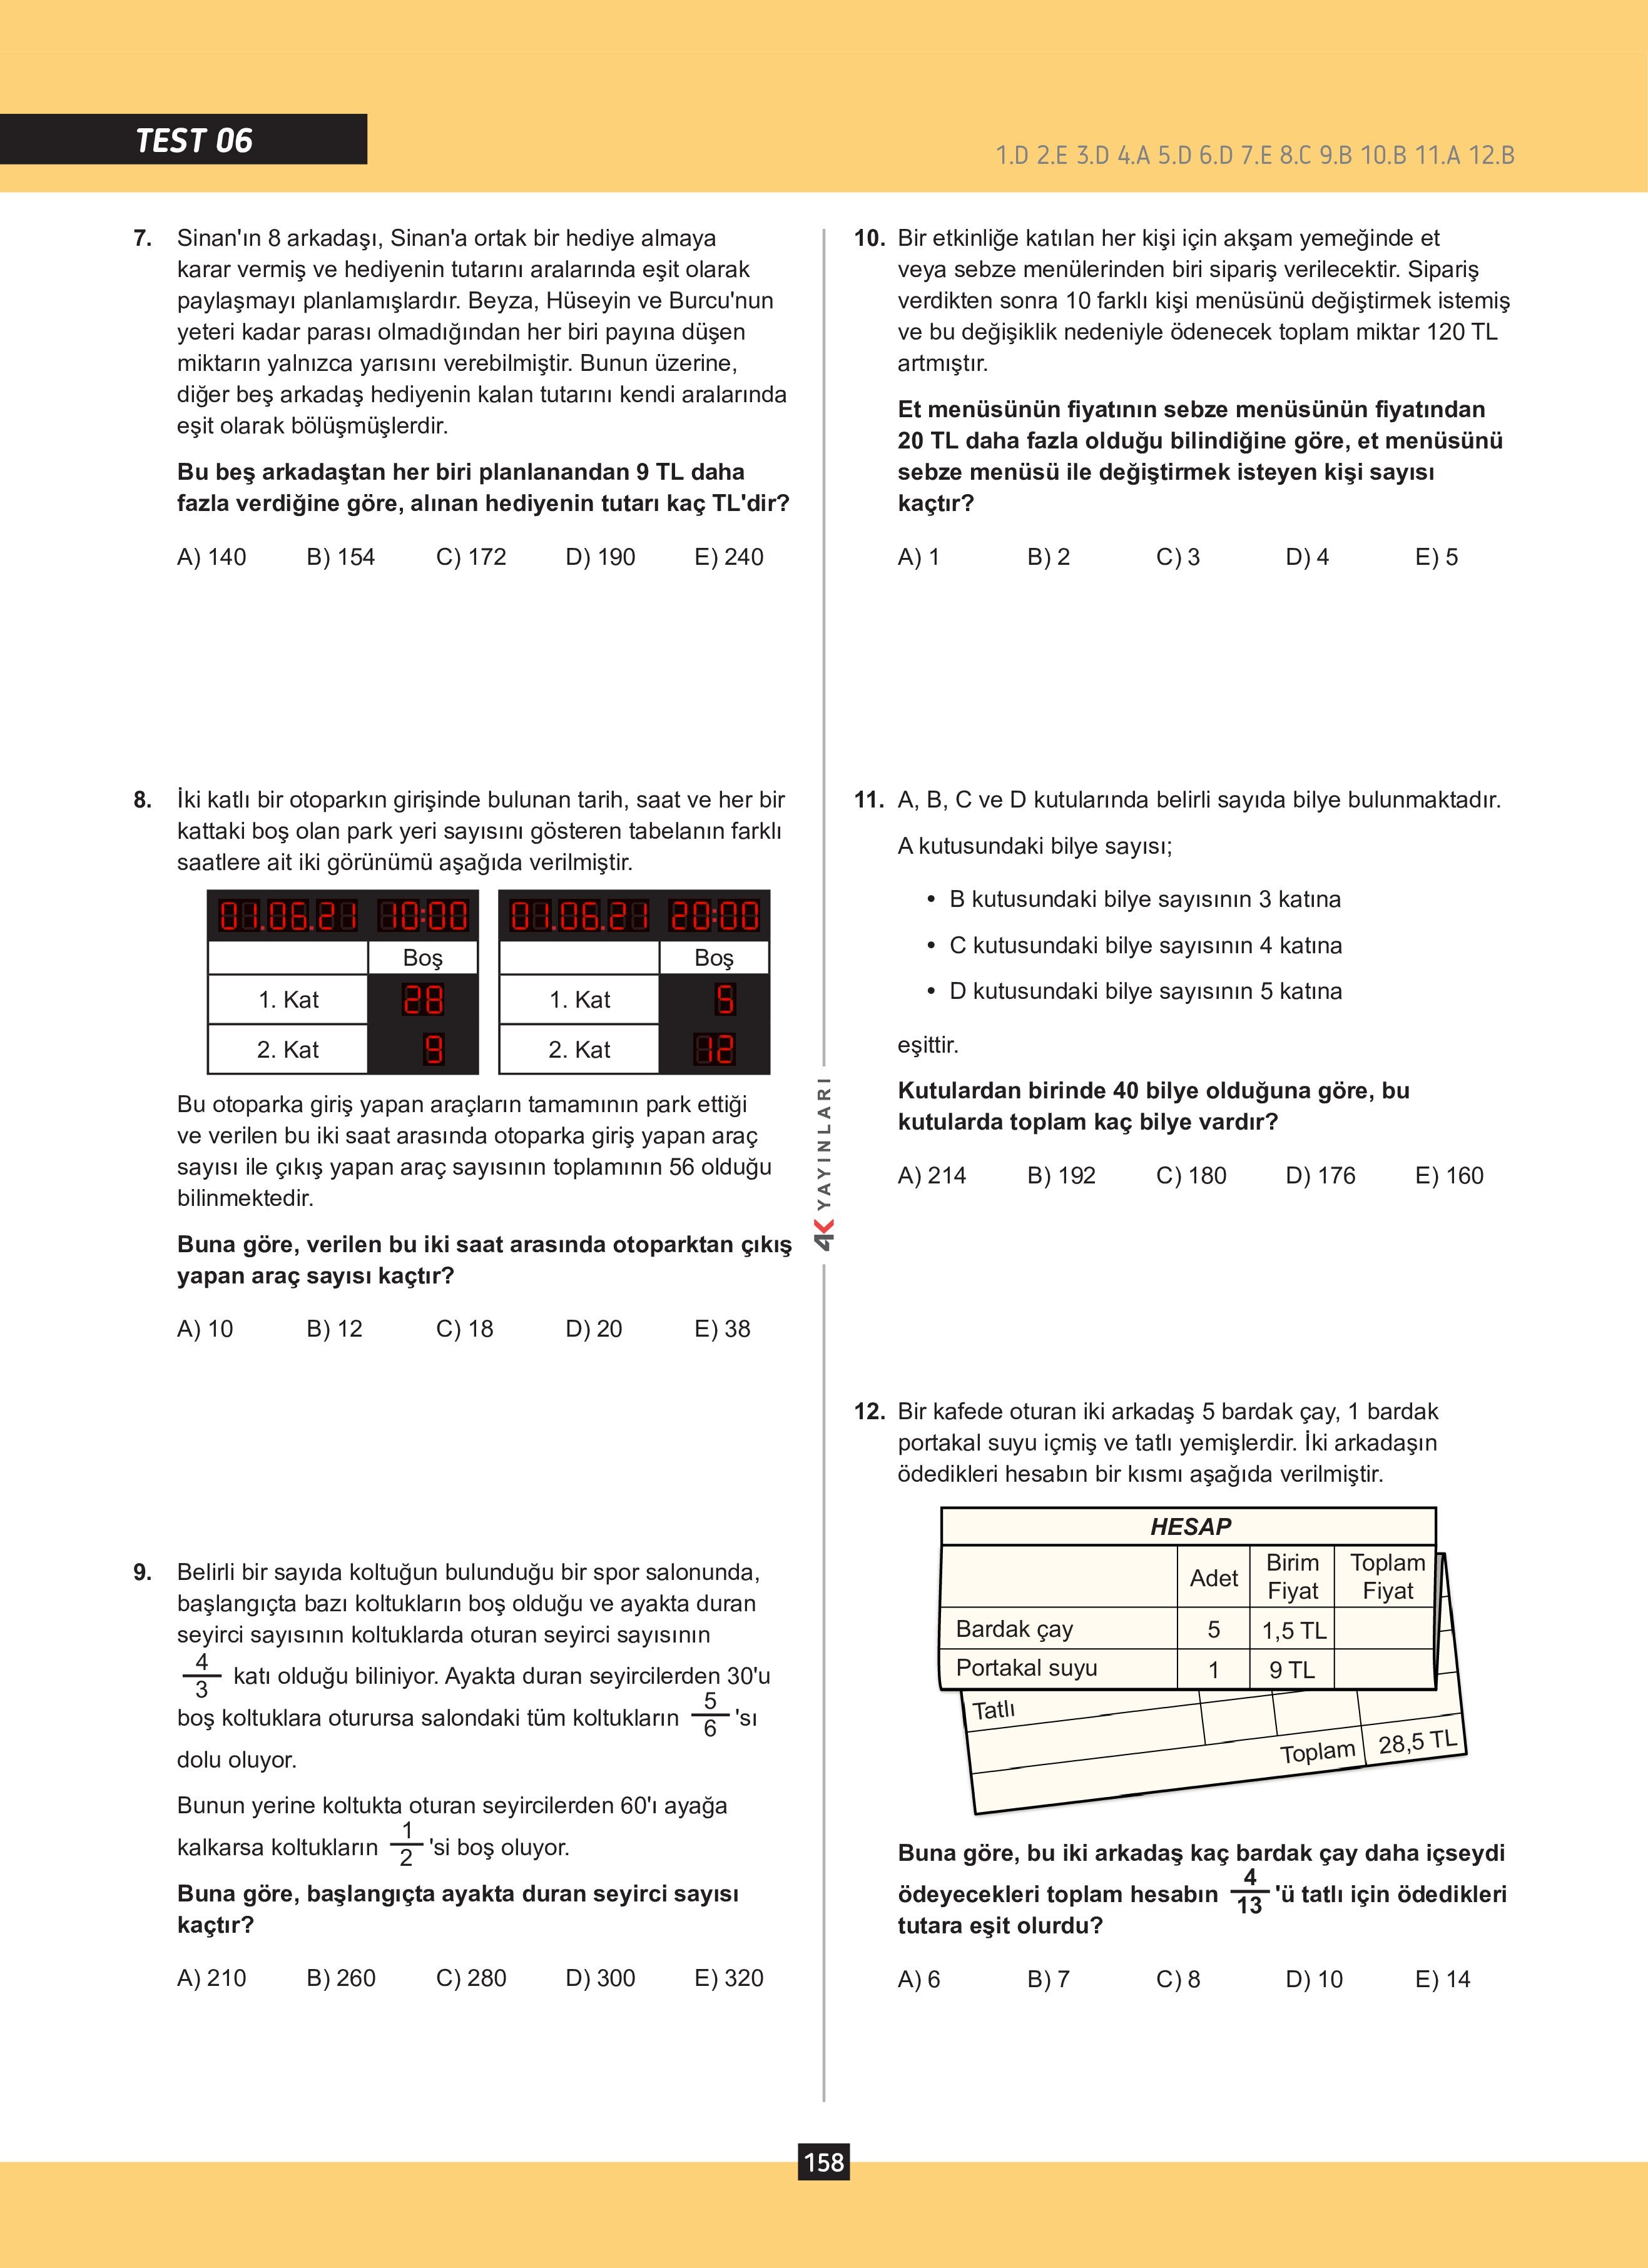 TEST 06
1.D 2.E 3.D 4.A 5.D 6.D 7.E 8.C 9.B 10.B 11.A 12.B
7. Sinan'ın 8 arkadaşı, Sinan'a ortak bir hediye almaya
karar vermiş ve hediyenin tutarını aralarında eşit olarak
paylaşmayı planlamışlardır. Beyza, Hüseyin ve Burcu'nun
yeteri kadar parası olmadığından her biri payına düşen
miktarın yalnızca yarısını verebilmiştir. Bunun üzerine,
diğer beş arkadaş hediyenin kalan tutarını kendi aralarında
eşit olarak bölüşmüşlerdir.
Bu beş arkadaştan her biri planlanandan 9 TL daha
fazla verdiğine göre, alınan hediyenin tutarı kaç TL'dir?
A) 140 B) 154 C) 172 D) 190 E) 240
8. İki katlı bir otoparkın girişinde bulunan tarih, saat ve her bir
kattaki boş olan park yeri sayısını gösteren tabelanın farklı
saatlere ait iki görünümü aşağıda verilmiştir.
01.06.21 10:00
Boş
1. Kat 28
2. Kat 9
01.06.21 20:00
Boş
1. Kat 5
2. Kat 12
Bu otoparka giriş yapan araçların tamamının park ettiği
ve verilen bu iki saat arasında otoparka giriş yapan araç
sayısı ile çıkış yapan araç sayısının toplamının 56 olduğu
bilinmektedir.
Buna göre, verilen bu iki saat arasında otoparktan çıkış
yapan araç sayısı kaçtır?
A) 10 B) 12 C) 18 D) 20 E) 38
9. Belirli bir sayıda koltuğun bulunduğu bir spor salonunda,
başlangıçta bazı koltukların boş olduğu ve ayakta duran
seyirci sayısının koltuklarda oturan seyirci sayısının
4/3 katı olduğu biliniyor. Ayakta duran seyircilerden 30'u
boş koltuklara oturursa salondaki tüm koltukların 5/6 'sı
dolu oluyor.
Bunun yerine koltukta oturan seyircilerden 60'ı ayağa
kalkarsa koltukların 1/2 'si boş oluyor.
Buna göre, başlangıçta ayakta duran seyirci sayısı
kaçtır?
A) 210 B) 260 C) 280 D) 300 E) 320
4K YAYINLARI
10. Bir etkinliğe katılan her kişi için akşam yemeğinde et
veya sebze menülerinden biri sipariş verilecektir. Sipariş
verdikten sonra 10 farklı kişi menüsünü değiştirmek istemiş
ve bu değişiklik nedeniyle ödenecek toplam miktar 120 TL
artmıştır.
Et menüsünün fiyatının sebze menüsünün fiyatından
20 TL daha fazla olduğu bilindiğine göre, et menüsünü
sebze menüsü ile değiştirmek isteyen kişi sayısı
kaçtır?
A) 1 B) 2 C) 3 D) 4 E) 5
11. A, B, C ve D kutularında belirli sayıda bilye bulunmaktadır.
A kutusundaki bilye sayısı;
• B kutusundaki bilye sayısının 3 katına
• C kutusundaki bilye sayısının 4 katına
• D kutusundaki bilye sayısının 5 katına
eşittir.
Kutulardan birinde 40 bilye olduğuna göre, bu
kutularda toplam kaç bilye vardır?
A) 214 B) 192 C) 180 D) 176 E) 160
12. Bir kafede oturan iki arkadaş 5 bardak çay, 1 bardak
portakal suyu içmiş ve tatlı yemişlerdir. İki arkadaşın
ödedikleri hesabın bir kısmı aşağıda verilmiştir.
HESAP
Adet Birim Fiyat Toplam Fiyat
Bardak çay 5 1,5 TL
Portakal suyu 1 9 TL
Tatlı
Toplam 28,5 TL
Buna göre, bu iki arkadaş kaç bardak çay daha içseydi
ödeyecekleri toplam hesabın 4/13 'ü tatlı için ödedikleri
tutara eşit olurdu?
A) 6 B) 7 C) 8 D) 10 E) 14
158